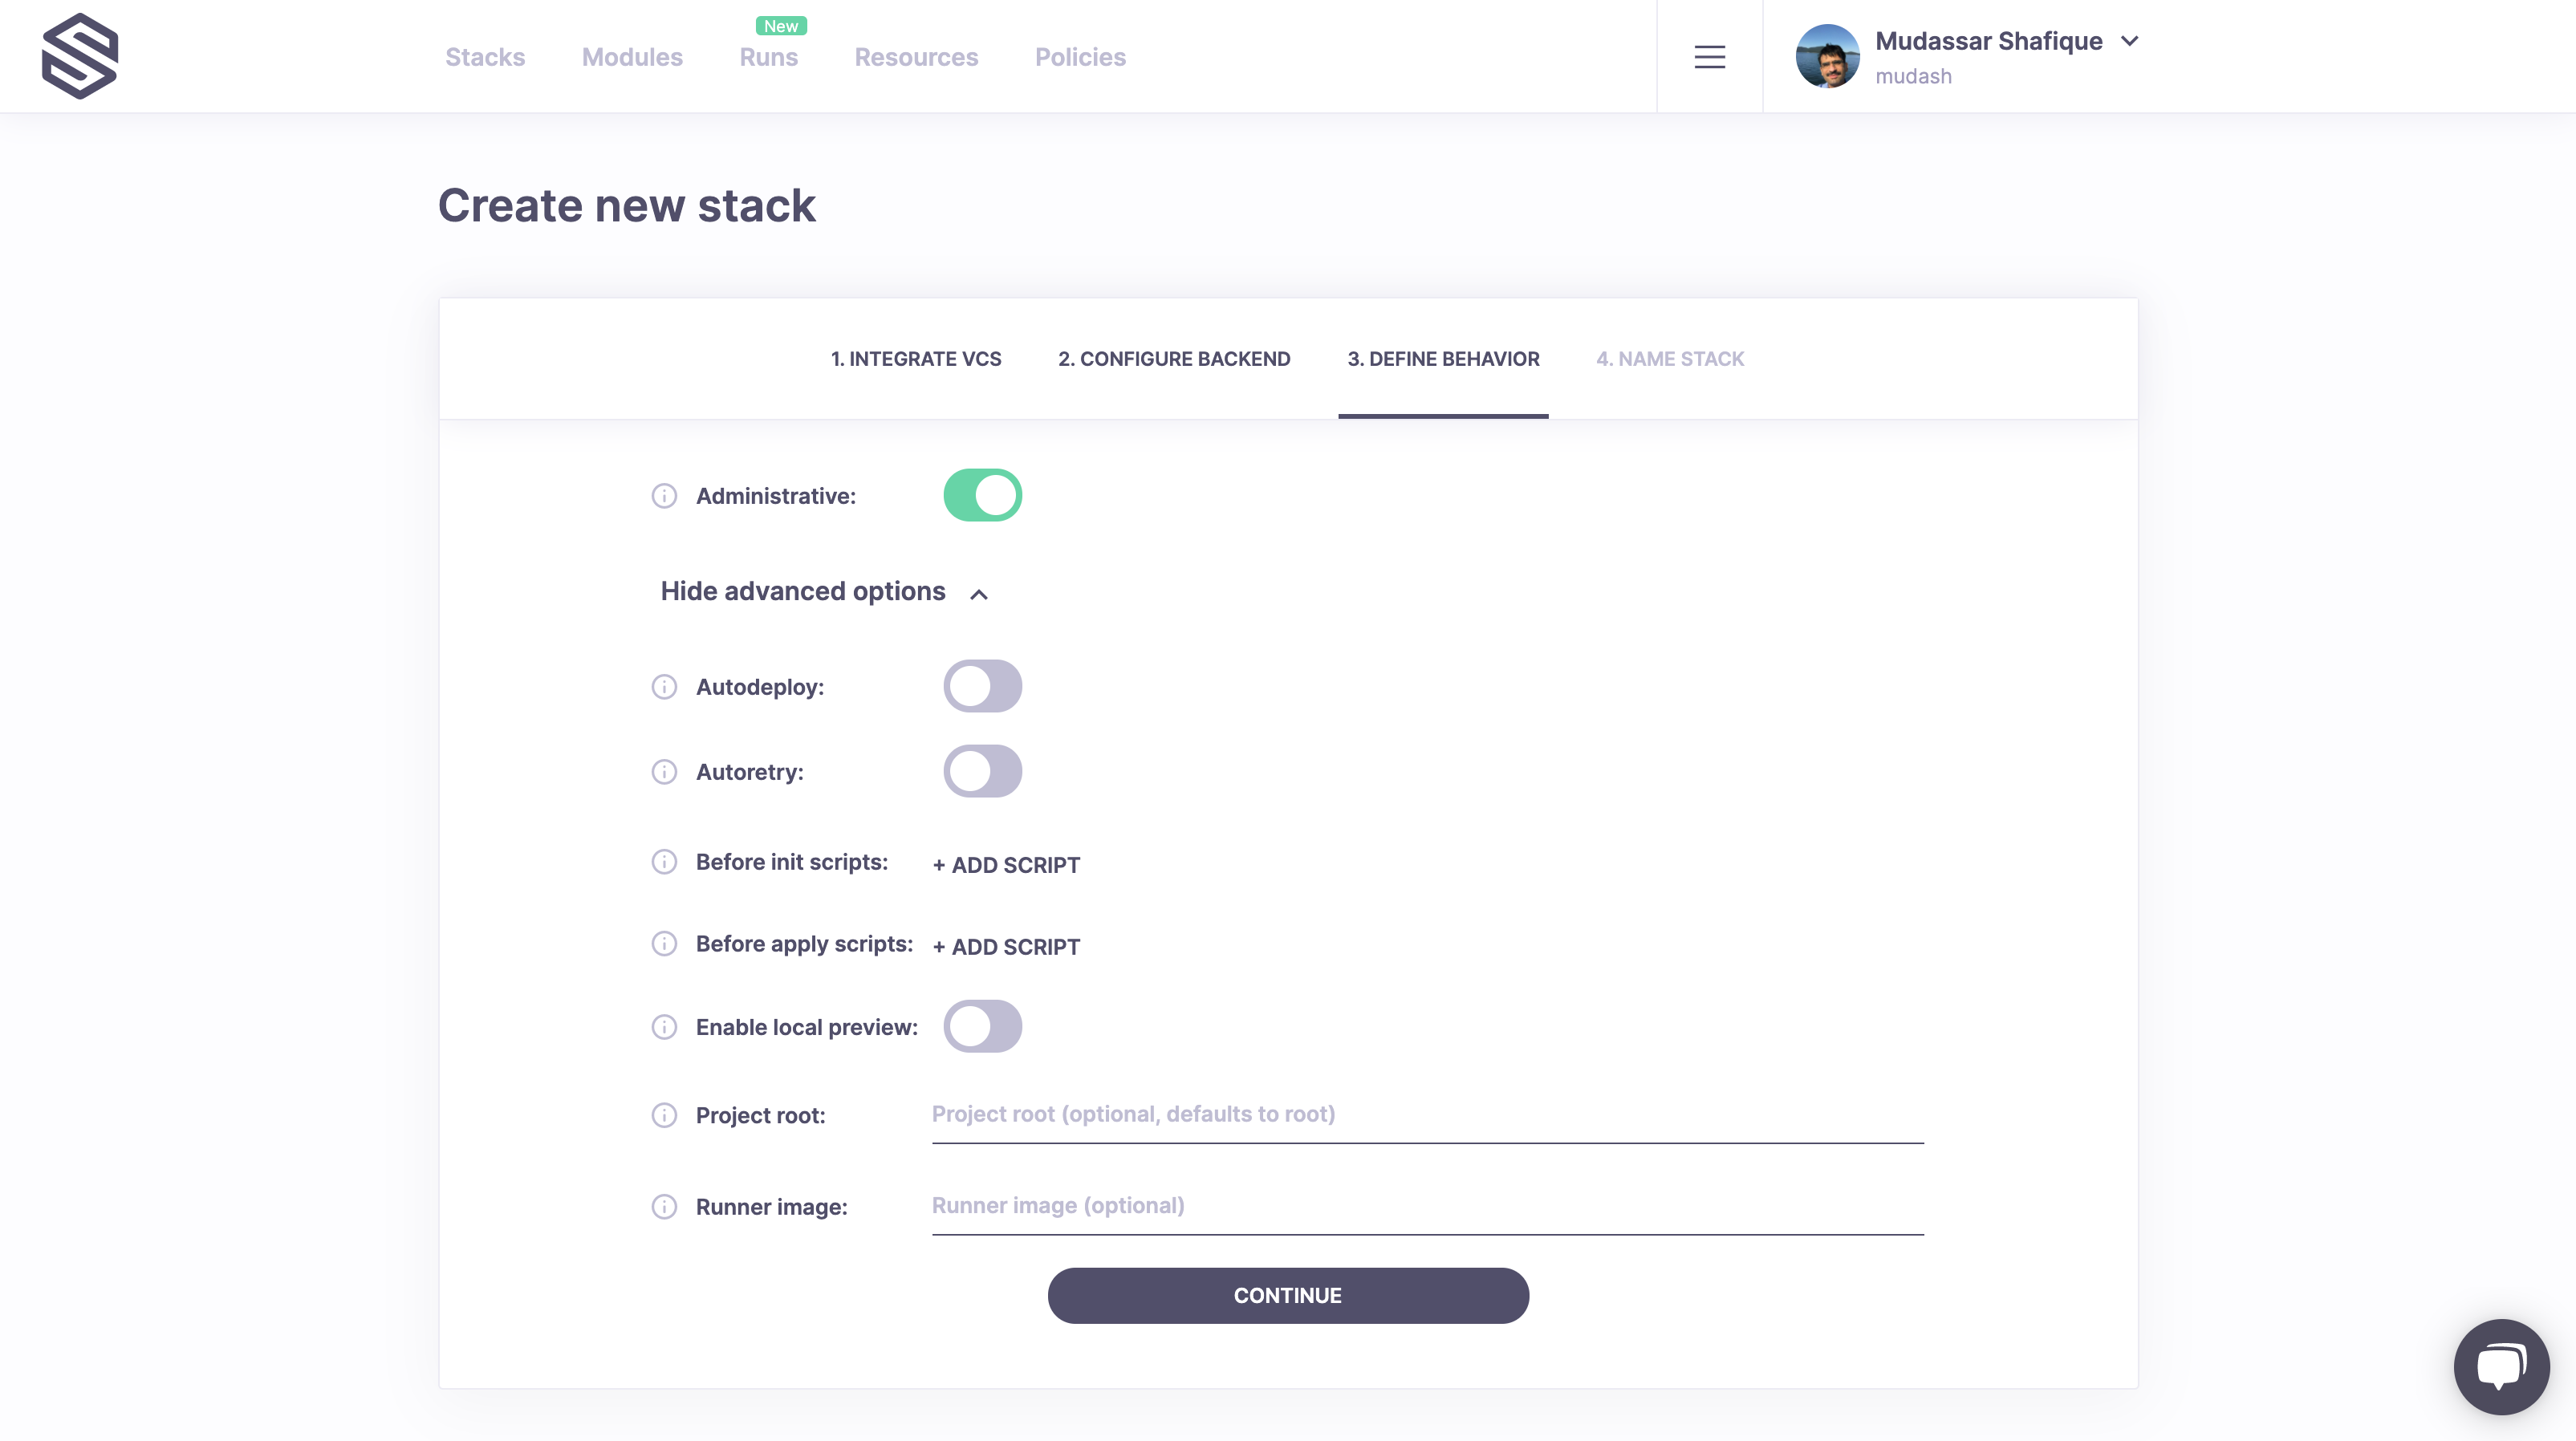 Stacks
Modules
New
Runs
Resources
Policies
Mudassar Shafique
mudash
Create new stack
1. INTEGRATE VCS
2. CONFIGURE BACKEND
3. DEFINE BEHAVIOR
4. NAME STACK
Administrative:
Hide advanced options
Autodeploy:
Autoretry:
Before init scripts: + ADD SCRIPT
Before apply scripts: + ADD SCRIPT
Enable local preview:
Project root: Project root (optional, defaults to root)
Runner image: Runner image (optional)
CONTINUE